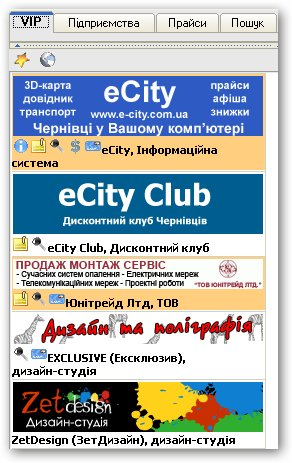 VIP Підприємства Прайси Пошук
3D-карта eCity прайси
довідник афіша
транспорт www.e-city.com.ua знижки
Чернівці у Вашому комп'ютері
eCity, Інформаційна
система
eCity Club
Дисконтний клуб Чернівців
eCity Club, Дисконтний клуб
ПРОДАЖ МОНТАЖ СЕРВІС
- Сучасних систем опалення - Електричних мереж
- Телекомунікаційних мереж - Проектні роботи "ТОВ ЮНІТРЕЙД ЛТД."
Юнітрейд Лтд, ТОВ
Дизайн та поліграфія
EXCLUSIVE (Ексклюзив),
дизайн-студія
Zet design
Дизайн-студія
ZetDesign (ЗетДизайн), дизайн-студія